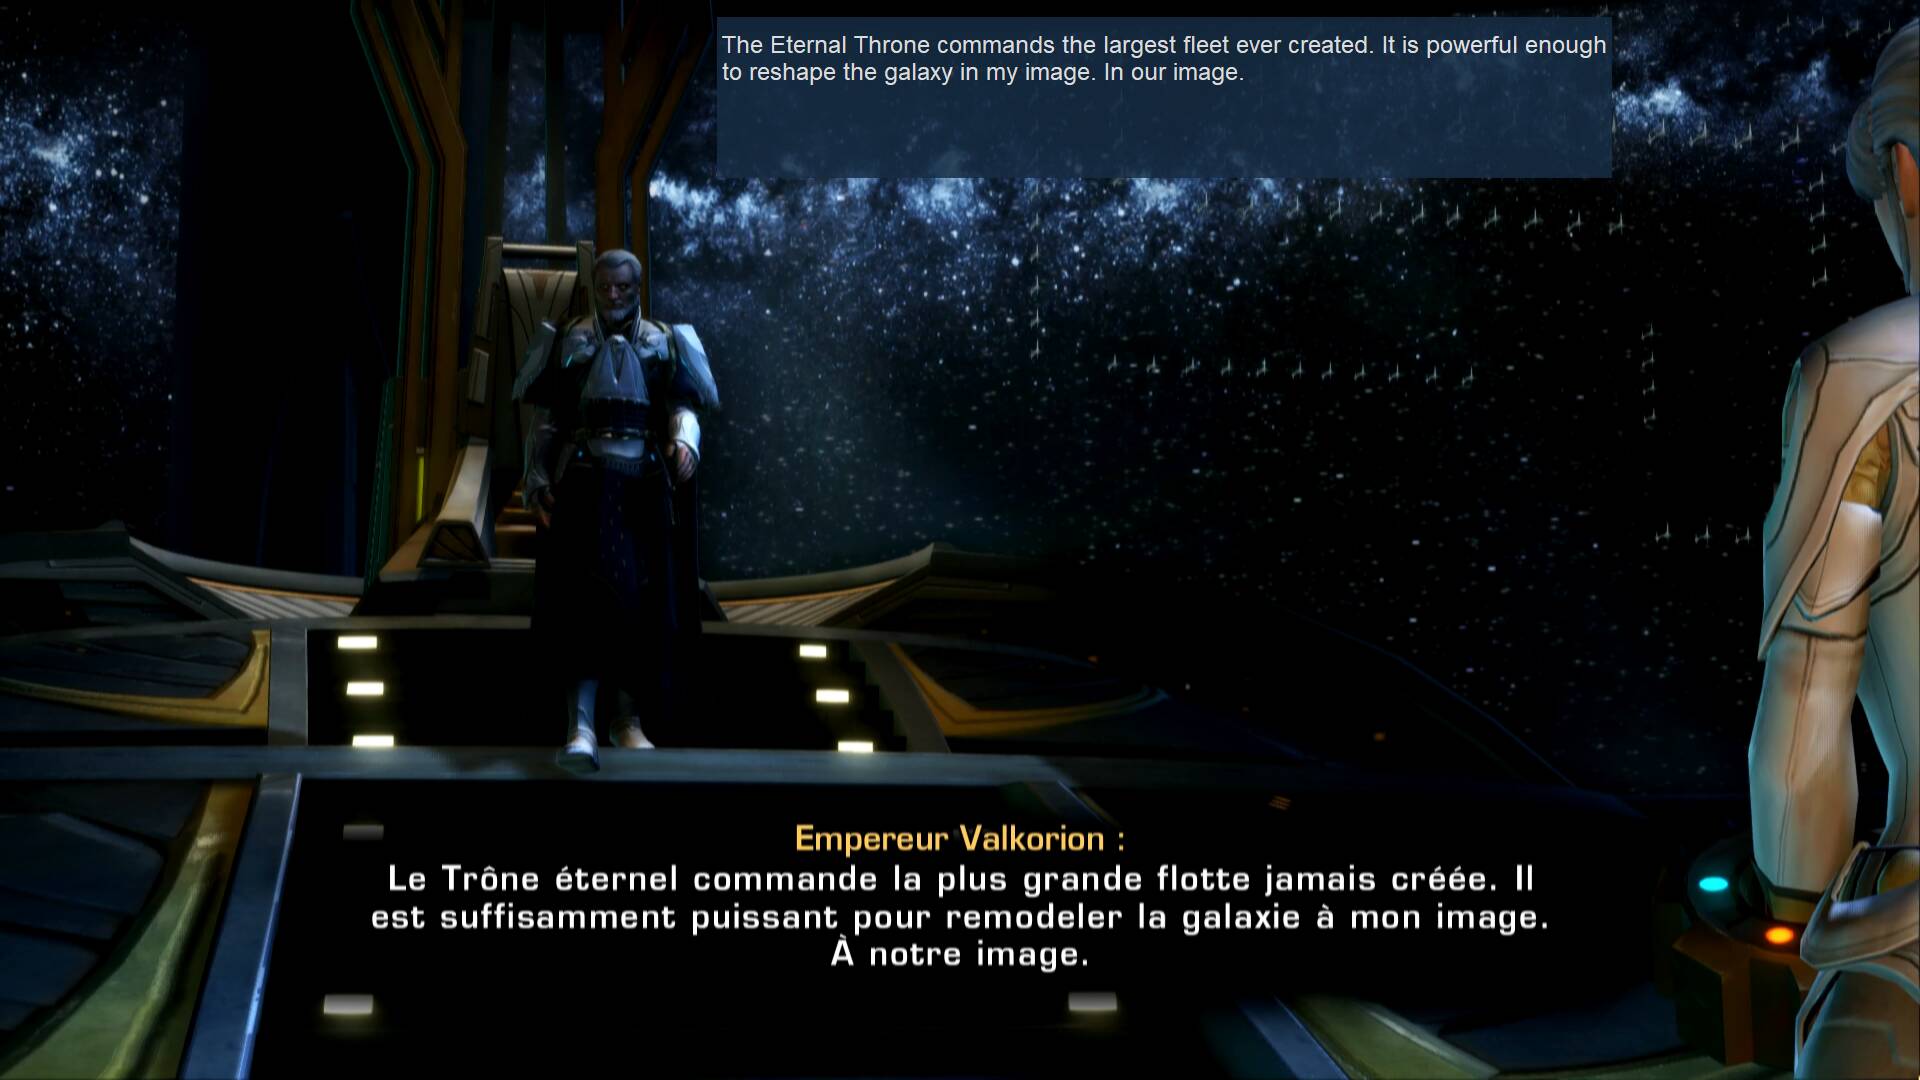 The Eternal Throne commands the largest fleet ever created. It is powerful enough
to reshape the galaxy in my image. In our image.
Empereur Valkorion :
Le Trône éternel commande la plus grande flotte jamais créée. Il
est suffisamment puissant pour remodeler la galaxie à mon image.
À notre image.